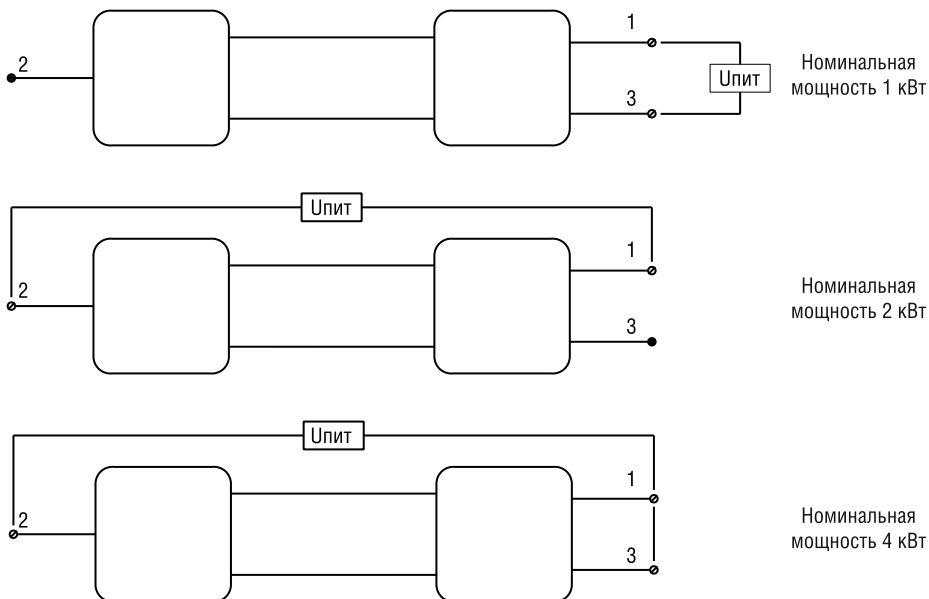 1
2
Uпит
3
Номинальная
мощность 1 кВт
Uпит
1
2
3
Номинальная
мощность 2 кВт
Uпит
1
2
3
Номинальная
мощность 4 кВт